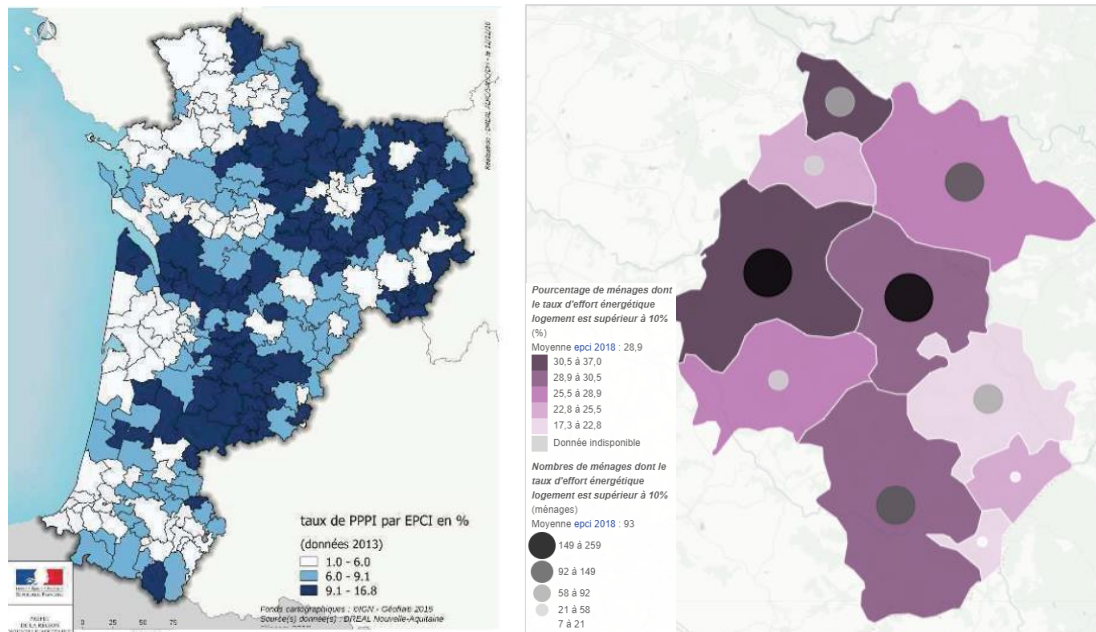 taux de PPPI par EPCI en %
(données 2013)
1.0 - 6.0
6.0 - 9.1
9.1 - 16.8
Fonds cartographiques : ©IGN - Géofla®
Source(s) donnée(s) : DREAL Nouvelle-Aquitaine
0 25 50 75
PREFET
DE LA REGION
Pourcentage de ménages dont
le taux d'effort énergétique
logement est supérieur à 10%
(%)
Moyenne epci 2018 : 28,9
30,5 à 37,0
28,9 à 30,5
25,5 à 28,9
22,8 à 25,5
17,3 à 22,8
Donnée indisponible
Nombres de ménages dont le
taux d'effort énergétique
logement est supérieur à 10%
(ménages)
Moyenne epci 2018 : 93
149 à 259
92 à 149
58 à 92
21 à 58
7 à 21